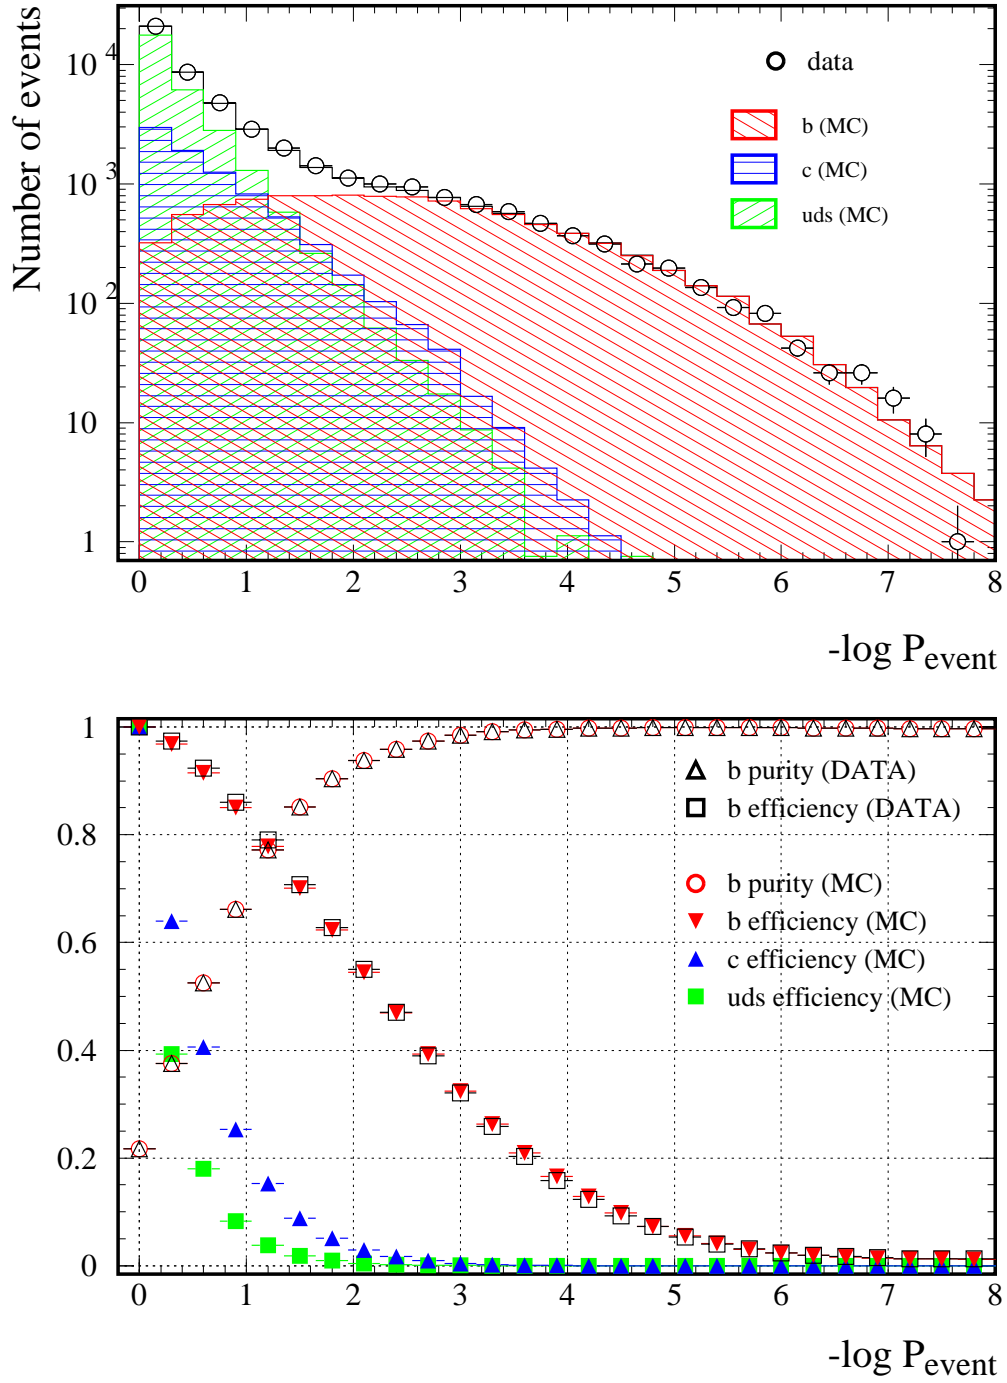 Number of events
10 4
10 3
10 2
10
1
data
b (MC)
c (MC)
uds (MC)
0 1 2 3 4 5 6 7 8
-log Pevent
1
0.8
0.6
0.4
0.2
0
b purity (DATA)
b efficiency (DATA)
b purity (MC)
b efficiency (MC)
c efficiency (MC)
uds efficiency (MC)
0 1 2 3 4 5 6 7 8
-log Pevent